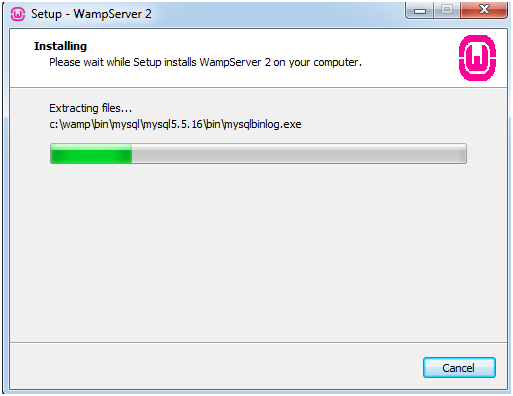 Setup - WampServer 2
Installing
Please wait while Setup installs WampServer 2 on your computer.
Extracting files...
c:\wamp\bin\mysql\mysql5.5.16\bin\mysqlbinlog.exe
Cancel